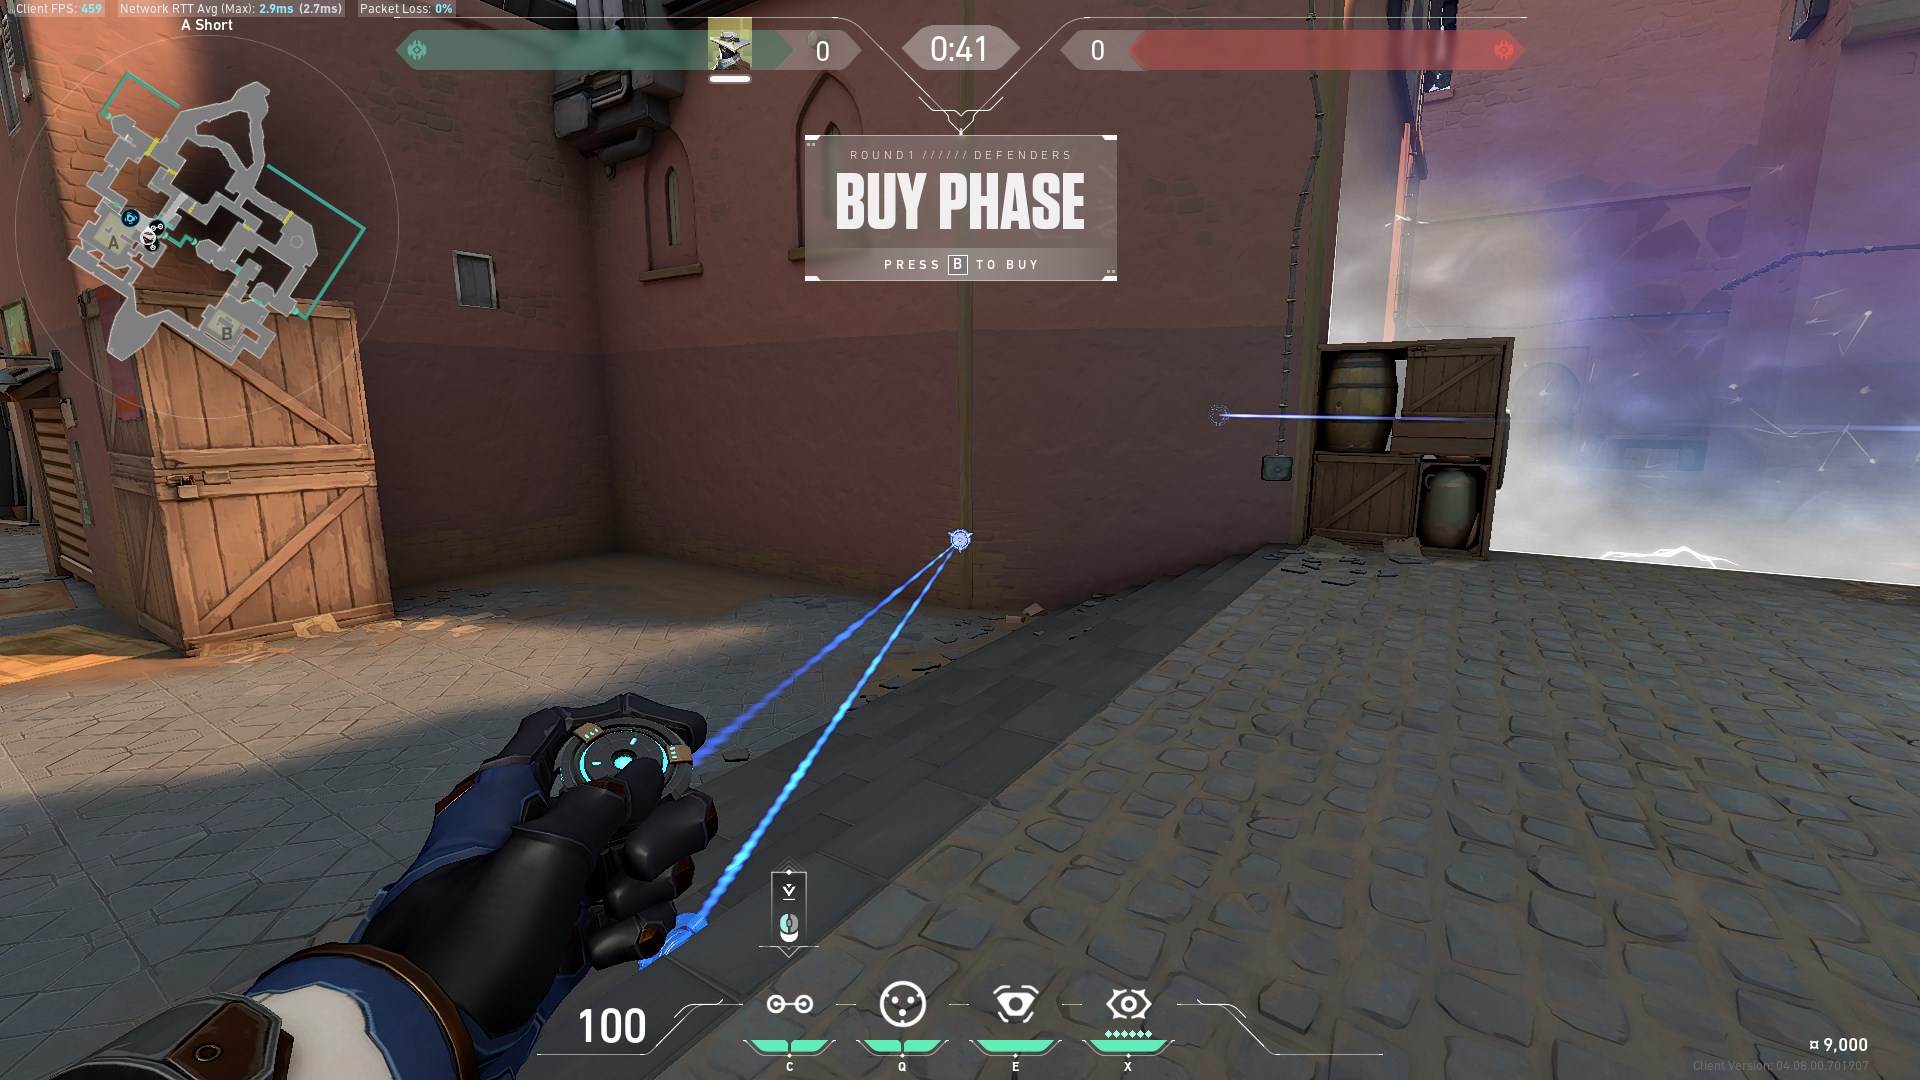 Client FPS: 459 Network RTT Avg (Max): 2.9ms (2.7ms) Packet Loss: 0%
A Short
0 0:41 0
ROUND 1 ////// DEFENDERS
BUY PHASE
PRESS B TO BUY
A
B
100
C Q E X
¤ 9,000
Client Version: 04.08.00.701907